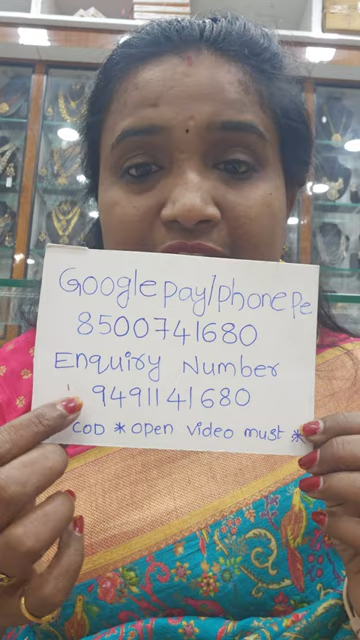 Google pay/phonepe
8500741680
Enquiry Number
9491141680
COD * open video must *